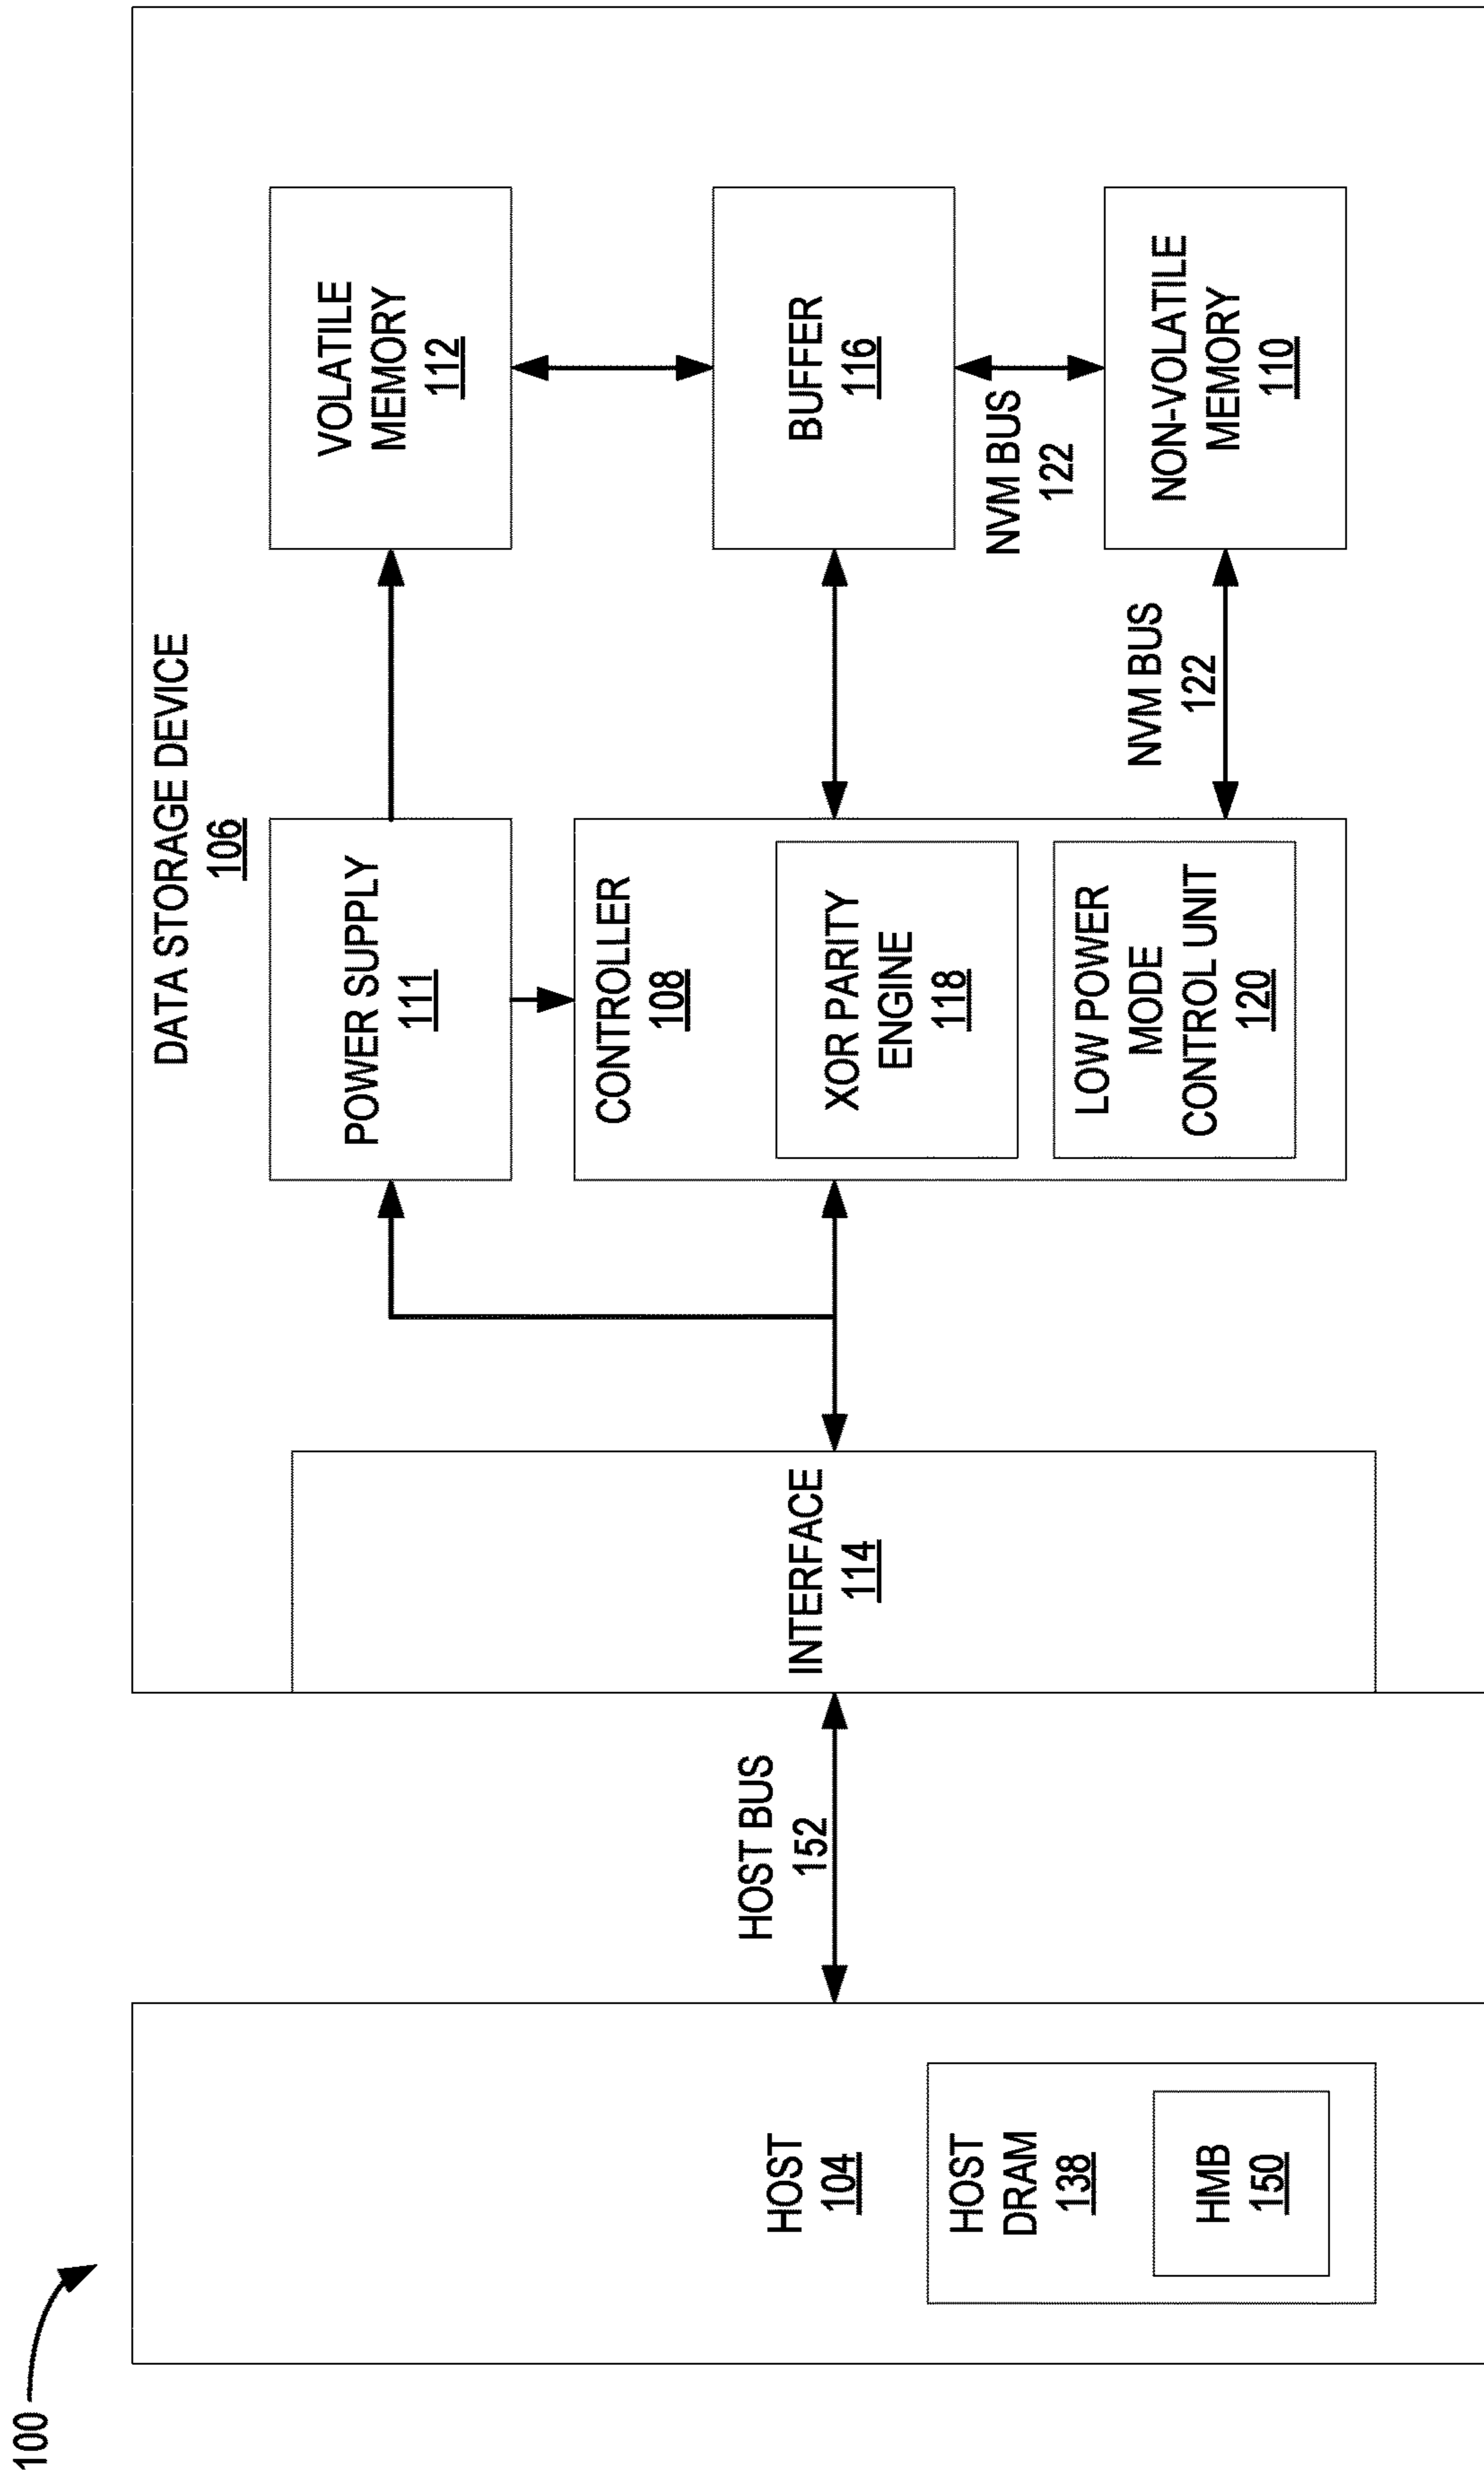 100
HOST
104
HOST
DRAM
138
HMB
150
HOST BUS
152
DATA STORAGE DEVICE
106
INTERFACE
114
POWER SUPPLY
111
CONTROLLER
108
XOR PARITY
ENGINE
118
LOW POWER
MODE
CONTROL UNIT
120
VOLATILE
MEMORY
112
BUFFER
116
NVM BUS
122
NVM BUS
122
NON-VOLATILE
MEMORY
110